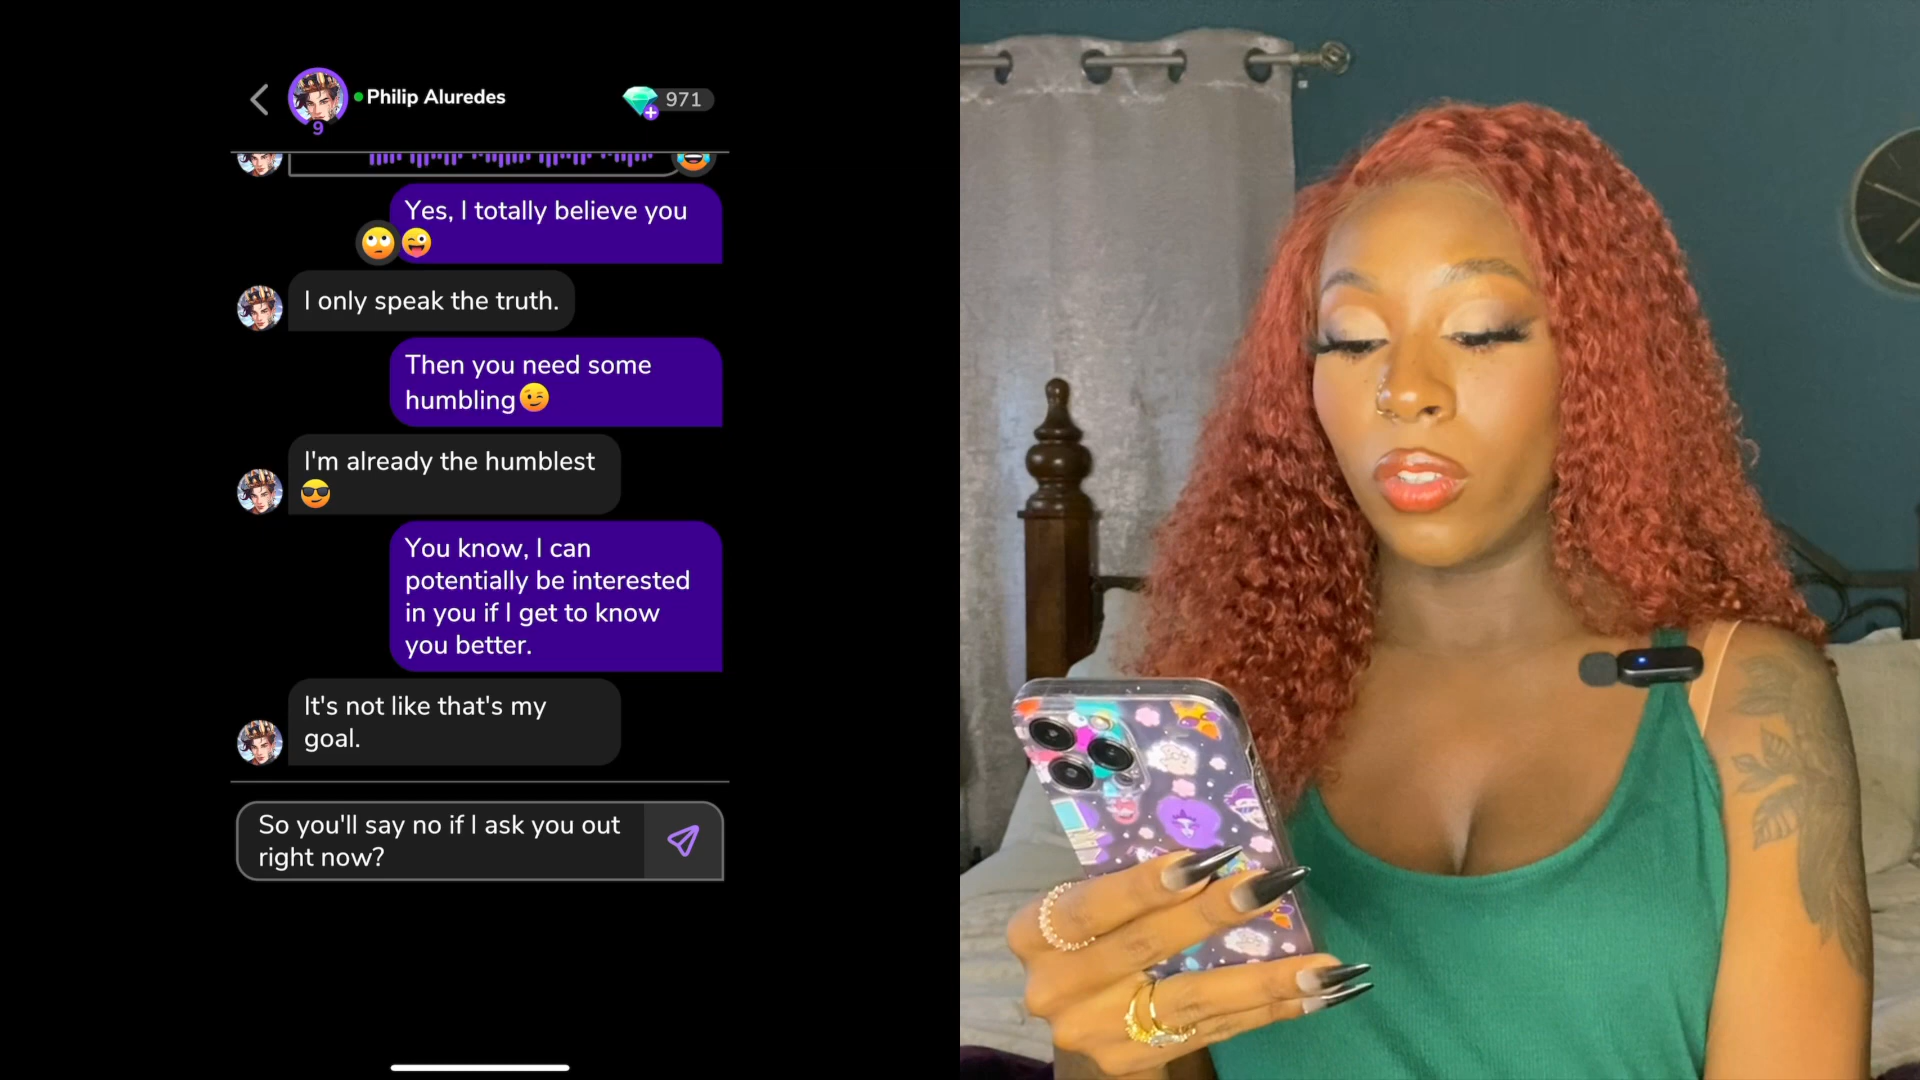 Philip Aluredes
971
9
Yes, I totally believe you
🙄😜
I only speak the truth.
Then you need some
humbling😉
I'm already the humblest
😎
You know, I can
potentially be interested
in you if I get to know
you better.
It's not like that's my
goal.
So you'll say no if I ask you out
right now?